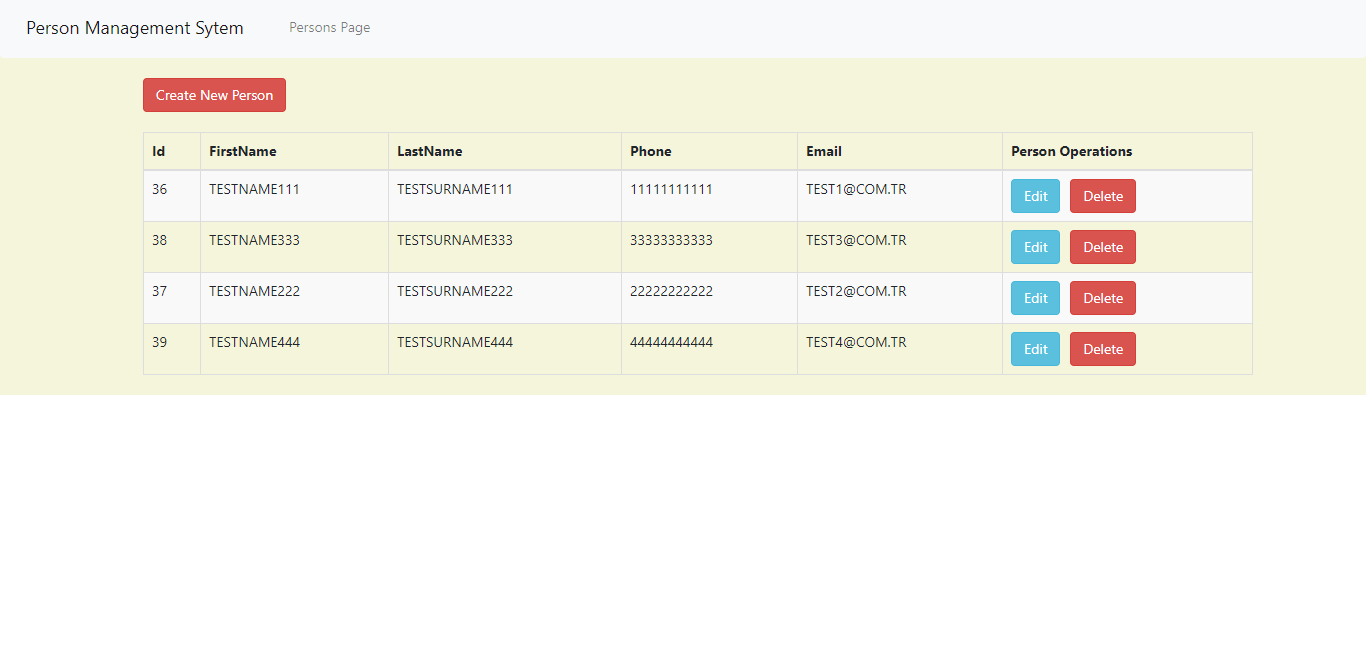 Person Management Sytem Persons Page
Create New Person
Id FirstName LastName Phone Email Person Operations
36 TESTNAME111 TESTSURNAME111 11111111111 TEST1@COM.TR Edit Delete
38 TESTNAME333 TESTSURNAME333 33333333333 TEST3@COM.TR Edit Delete
37 TESTNAME222 TESTSURNAME222 22222222222 TEST2@COM.TR Edit Delete
39 TESTNAME444 TESTSURNAME444 44444444444 TEST4@COM.TR Edit Delete